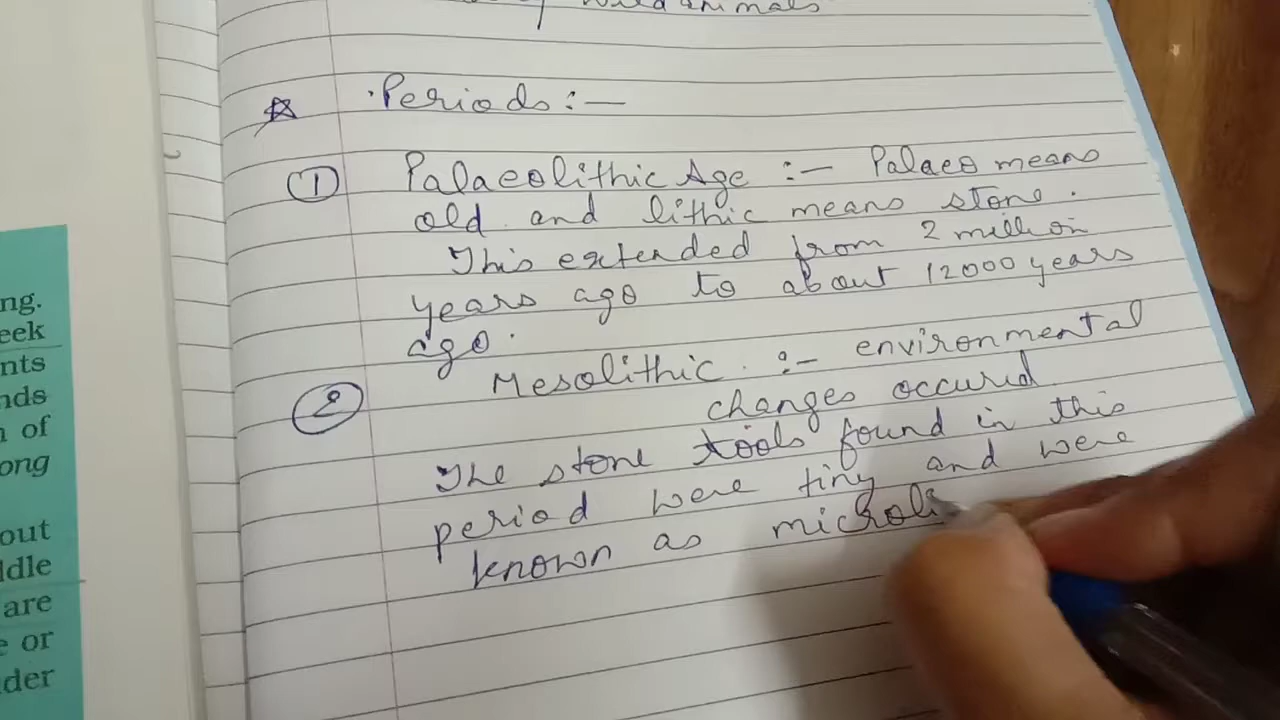 wild animals
ng.
eek
nts
nds
of
ong
out
ddle
are
or
der
Periods :—
① Palaeolithic Age :— Palaeo means
old and lithic means stone.
This extended from 2 million
years ago to about 12000 years
ago.
② Mesolithic :— environmental
changes occured
The stone tools found in this
period were tiny and were
known as microli